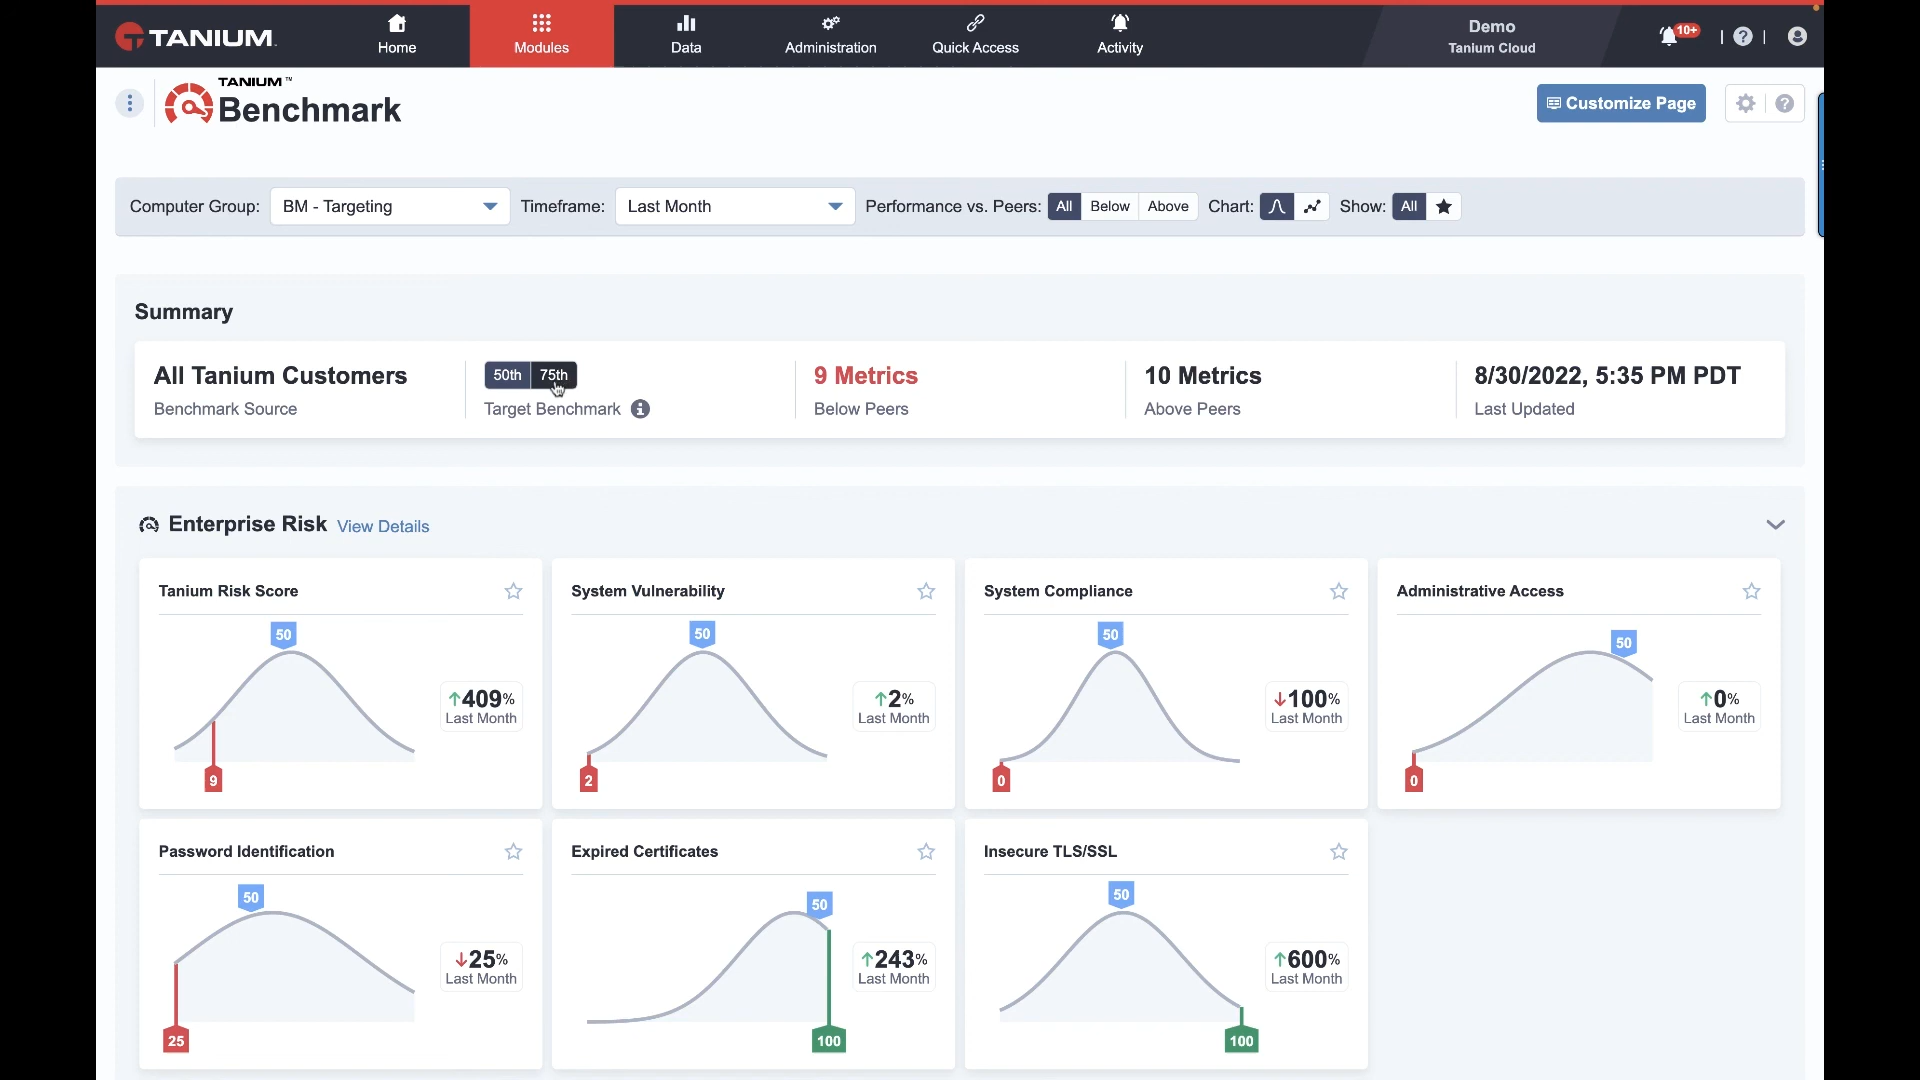 TANIUM
Home
Modules
Data
Administration
Quick Access
Activity
Demo
Tanium Cloud
10+
TANIUM™
Benchmark
Customize Page
Computer Group: BM - Targeting Timeframe: Last Month Performance vs. Peers: All Below Above Chart: Show: All
Summary
All Tanium Customers
Benchmark Source
50th 75th
Target Benchmark
9 Metrics
Below Peers
10 Metrics
Above Peers
8/30/2022, 5:35 PM PDT
Last Updated
Enterprise Risk View Details
Tanium Risk Score
50
↑409%
Last Month
9
System Vulnerability
50
↑2%
Last Month
2
System Compliance
50
↓100%
Last Month
0
Administrative Access
50
↑0%
Last Month
0
Password Identification
50
↓25%
Last Month
25
Expired Certificates
50
↑243%
Last Month
100
Insecure TLS/SSL
50
↑600%
Last Month
100